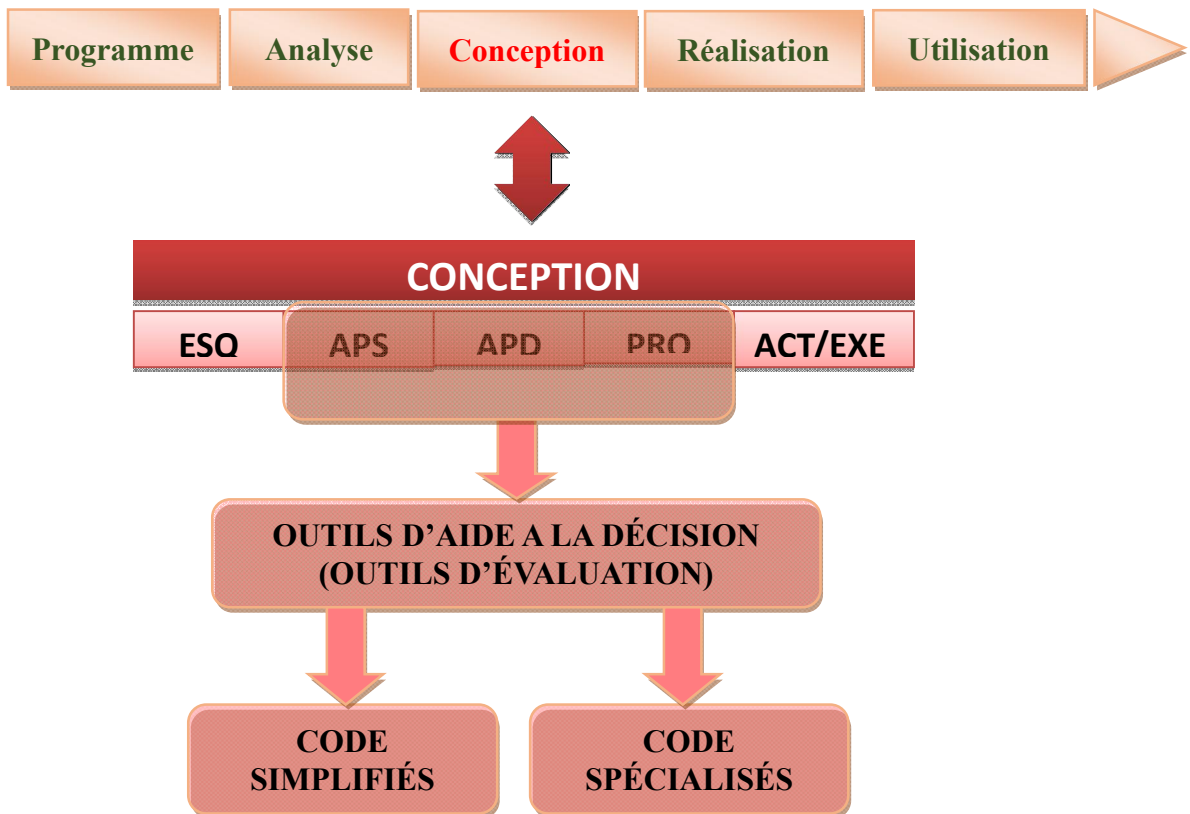 Programme Analyse Conception Réalisation Utilisation
CONCEPTION
ESQ APS APD PRO ACT/EXE
OUTILS D’AIDE A LA DÉCISION
(OUTILS D’ÉVALUATION)
CODE
SIMPLIFIÉS
CODE
SPÉCIALISÉS